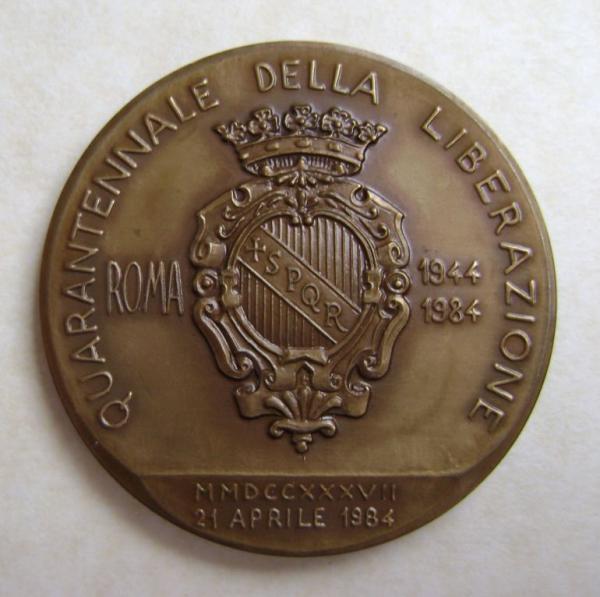 QUARANTENNALE DELLA LIBERAZIONE
ROMA
1944
1984
+SPQR
MMDCCXXXVII
21 APRILE 1984